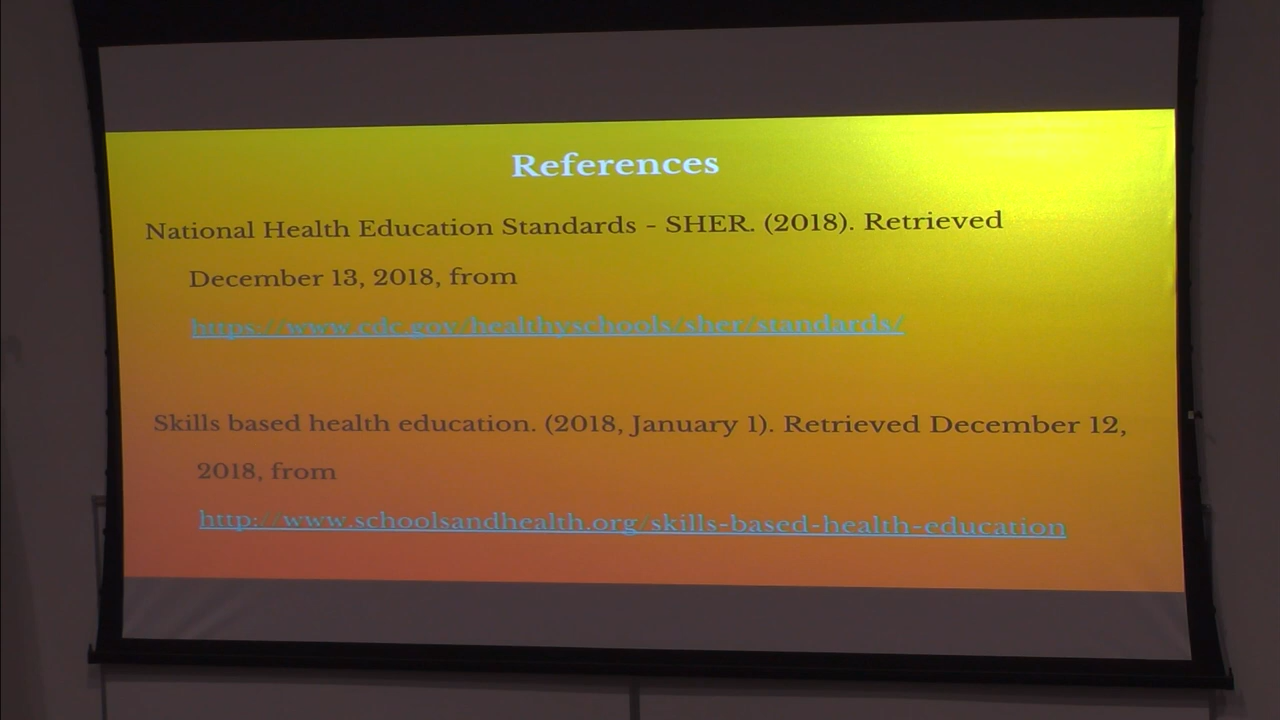 References
National Health Education Standards - SHER. (2018). Retrieved
December 13, 2018, from
https://www.cdc.gov/healthyschools/sher/standards/
Skills based health education. (2018, January 1). Retrieved December 12,
2018, from
http://www.schoolsandhealth.org/skills-based-health-education